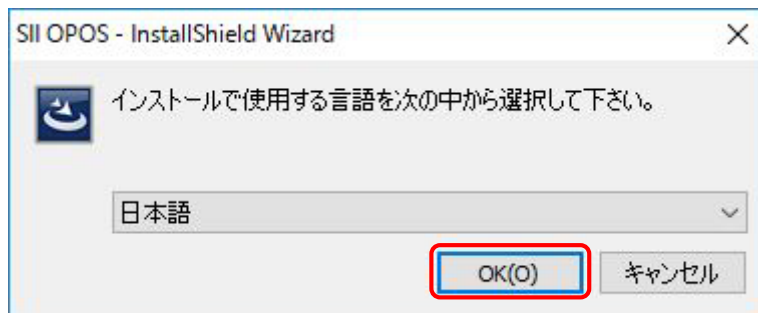 SII OPOS - InstallShield Wizard
インストールで使用する言語を次の中から選択して下さい。
日本語
OK(O)
キャンセル